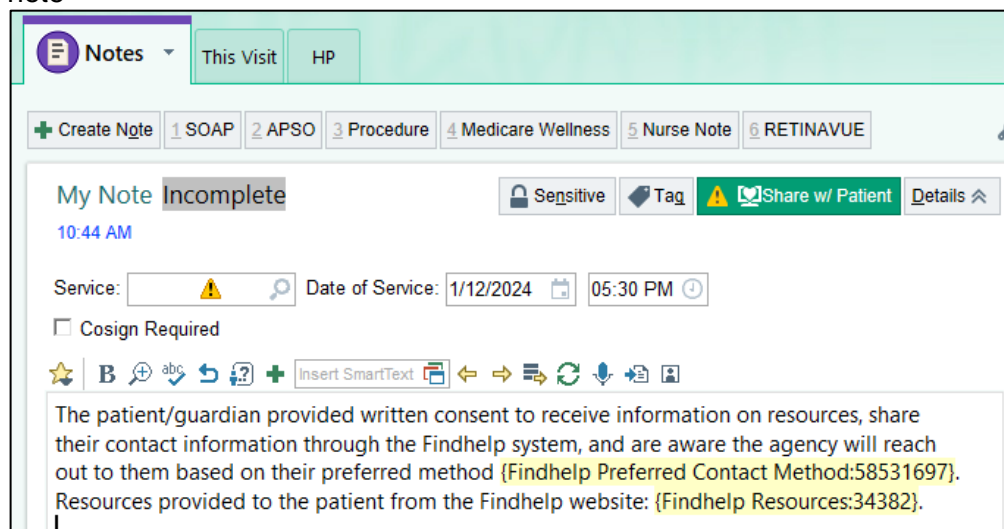 note
Notes This Visit HP
Create Note 1 SOAP 2 APSO 3 Procedure 4 Medicare Wellness 5 Nurse Note 6 RETINAVUE
My Note Incomplete Sensitive Tag Share w/ Patient Details
10:44 AM
Service: Date of Service: 1/12/2024 05:30 PM
Cosign Required
B abc Insert SmartText
The patient/guardian provided written consent to receive information on resources, share
their contact information through the Findhelp system, and are aware the agency will reach
out to them based on their preferred method {Findhelp Preferred Contact Method:58531697}.
Resources provided to the patient from the Findhelp website: {Findhelp Resources:34382}.